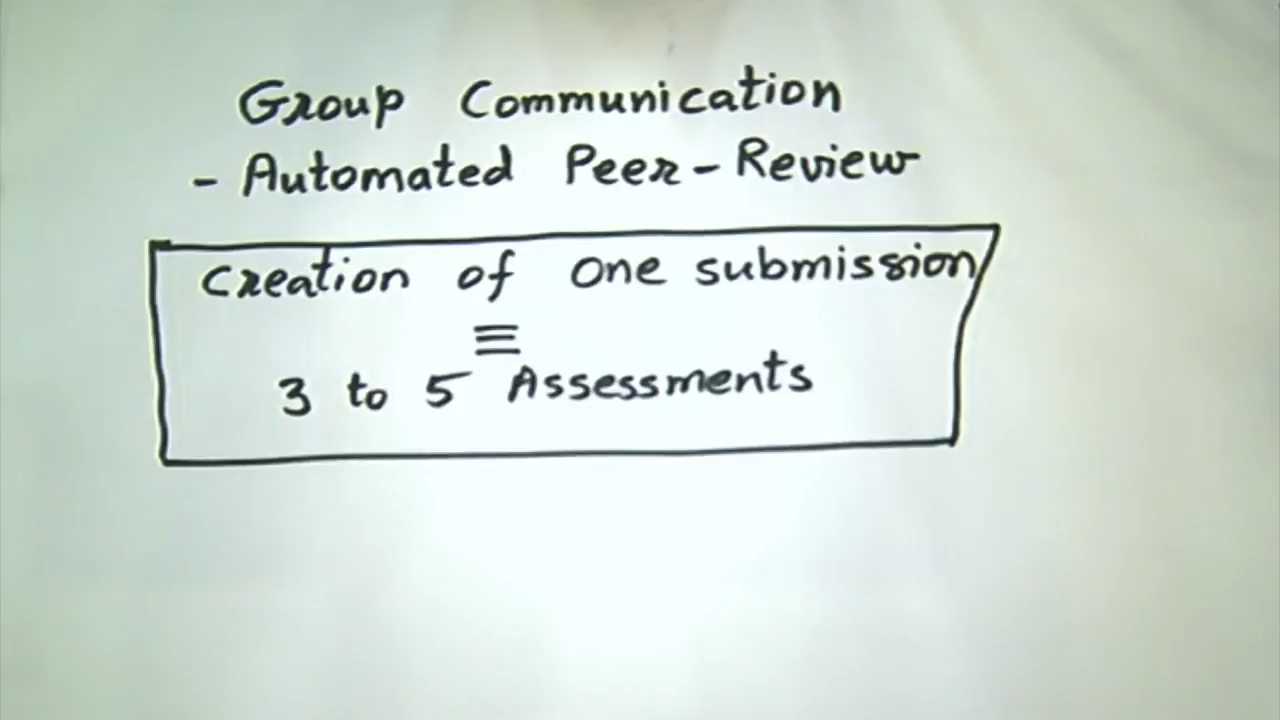 Group Communication
- Automated Peer-Review
Creation of one submission
≡
3 to 5 Assessments